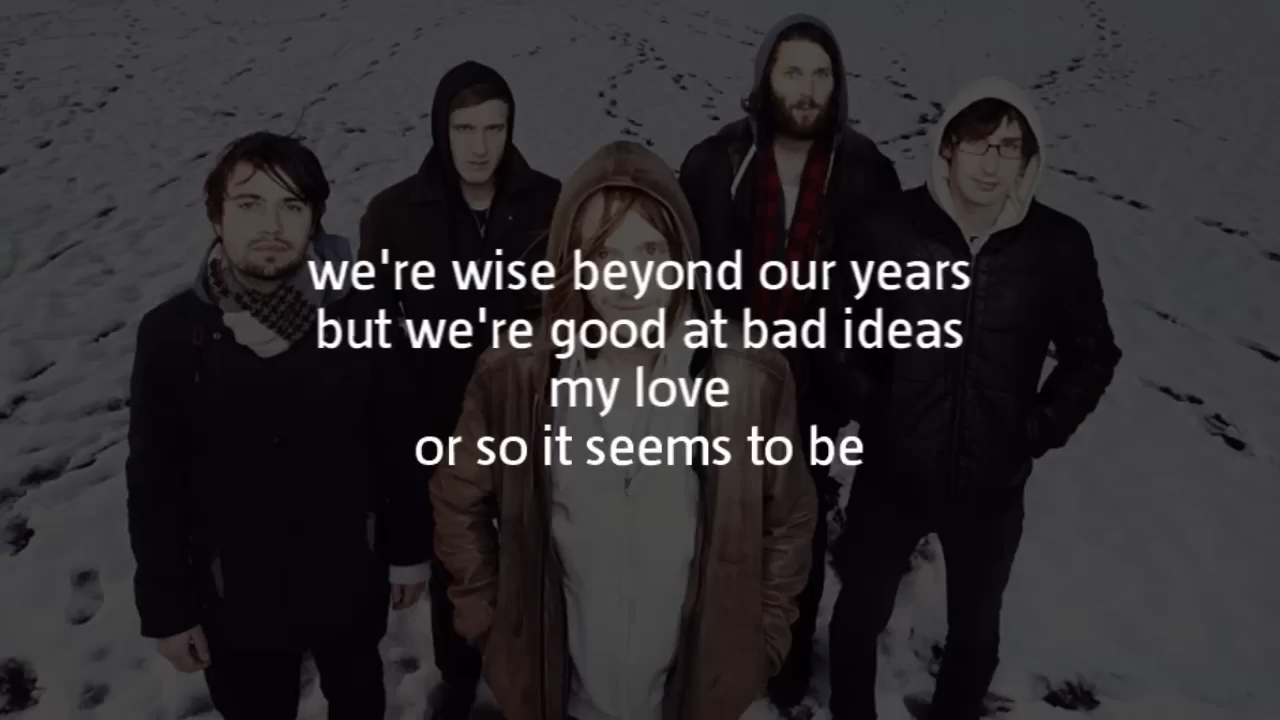 we're wise beyond our years
but we're good at bad ideas
my love
or so it seems to be